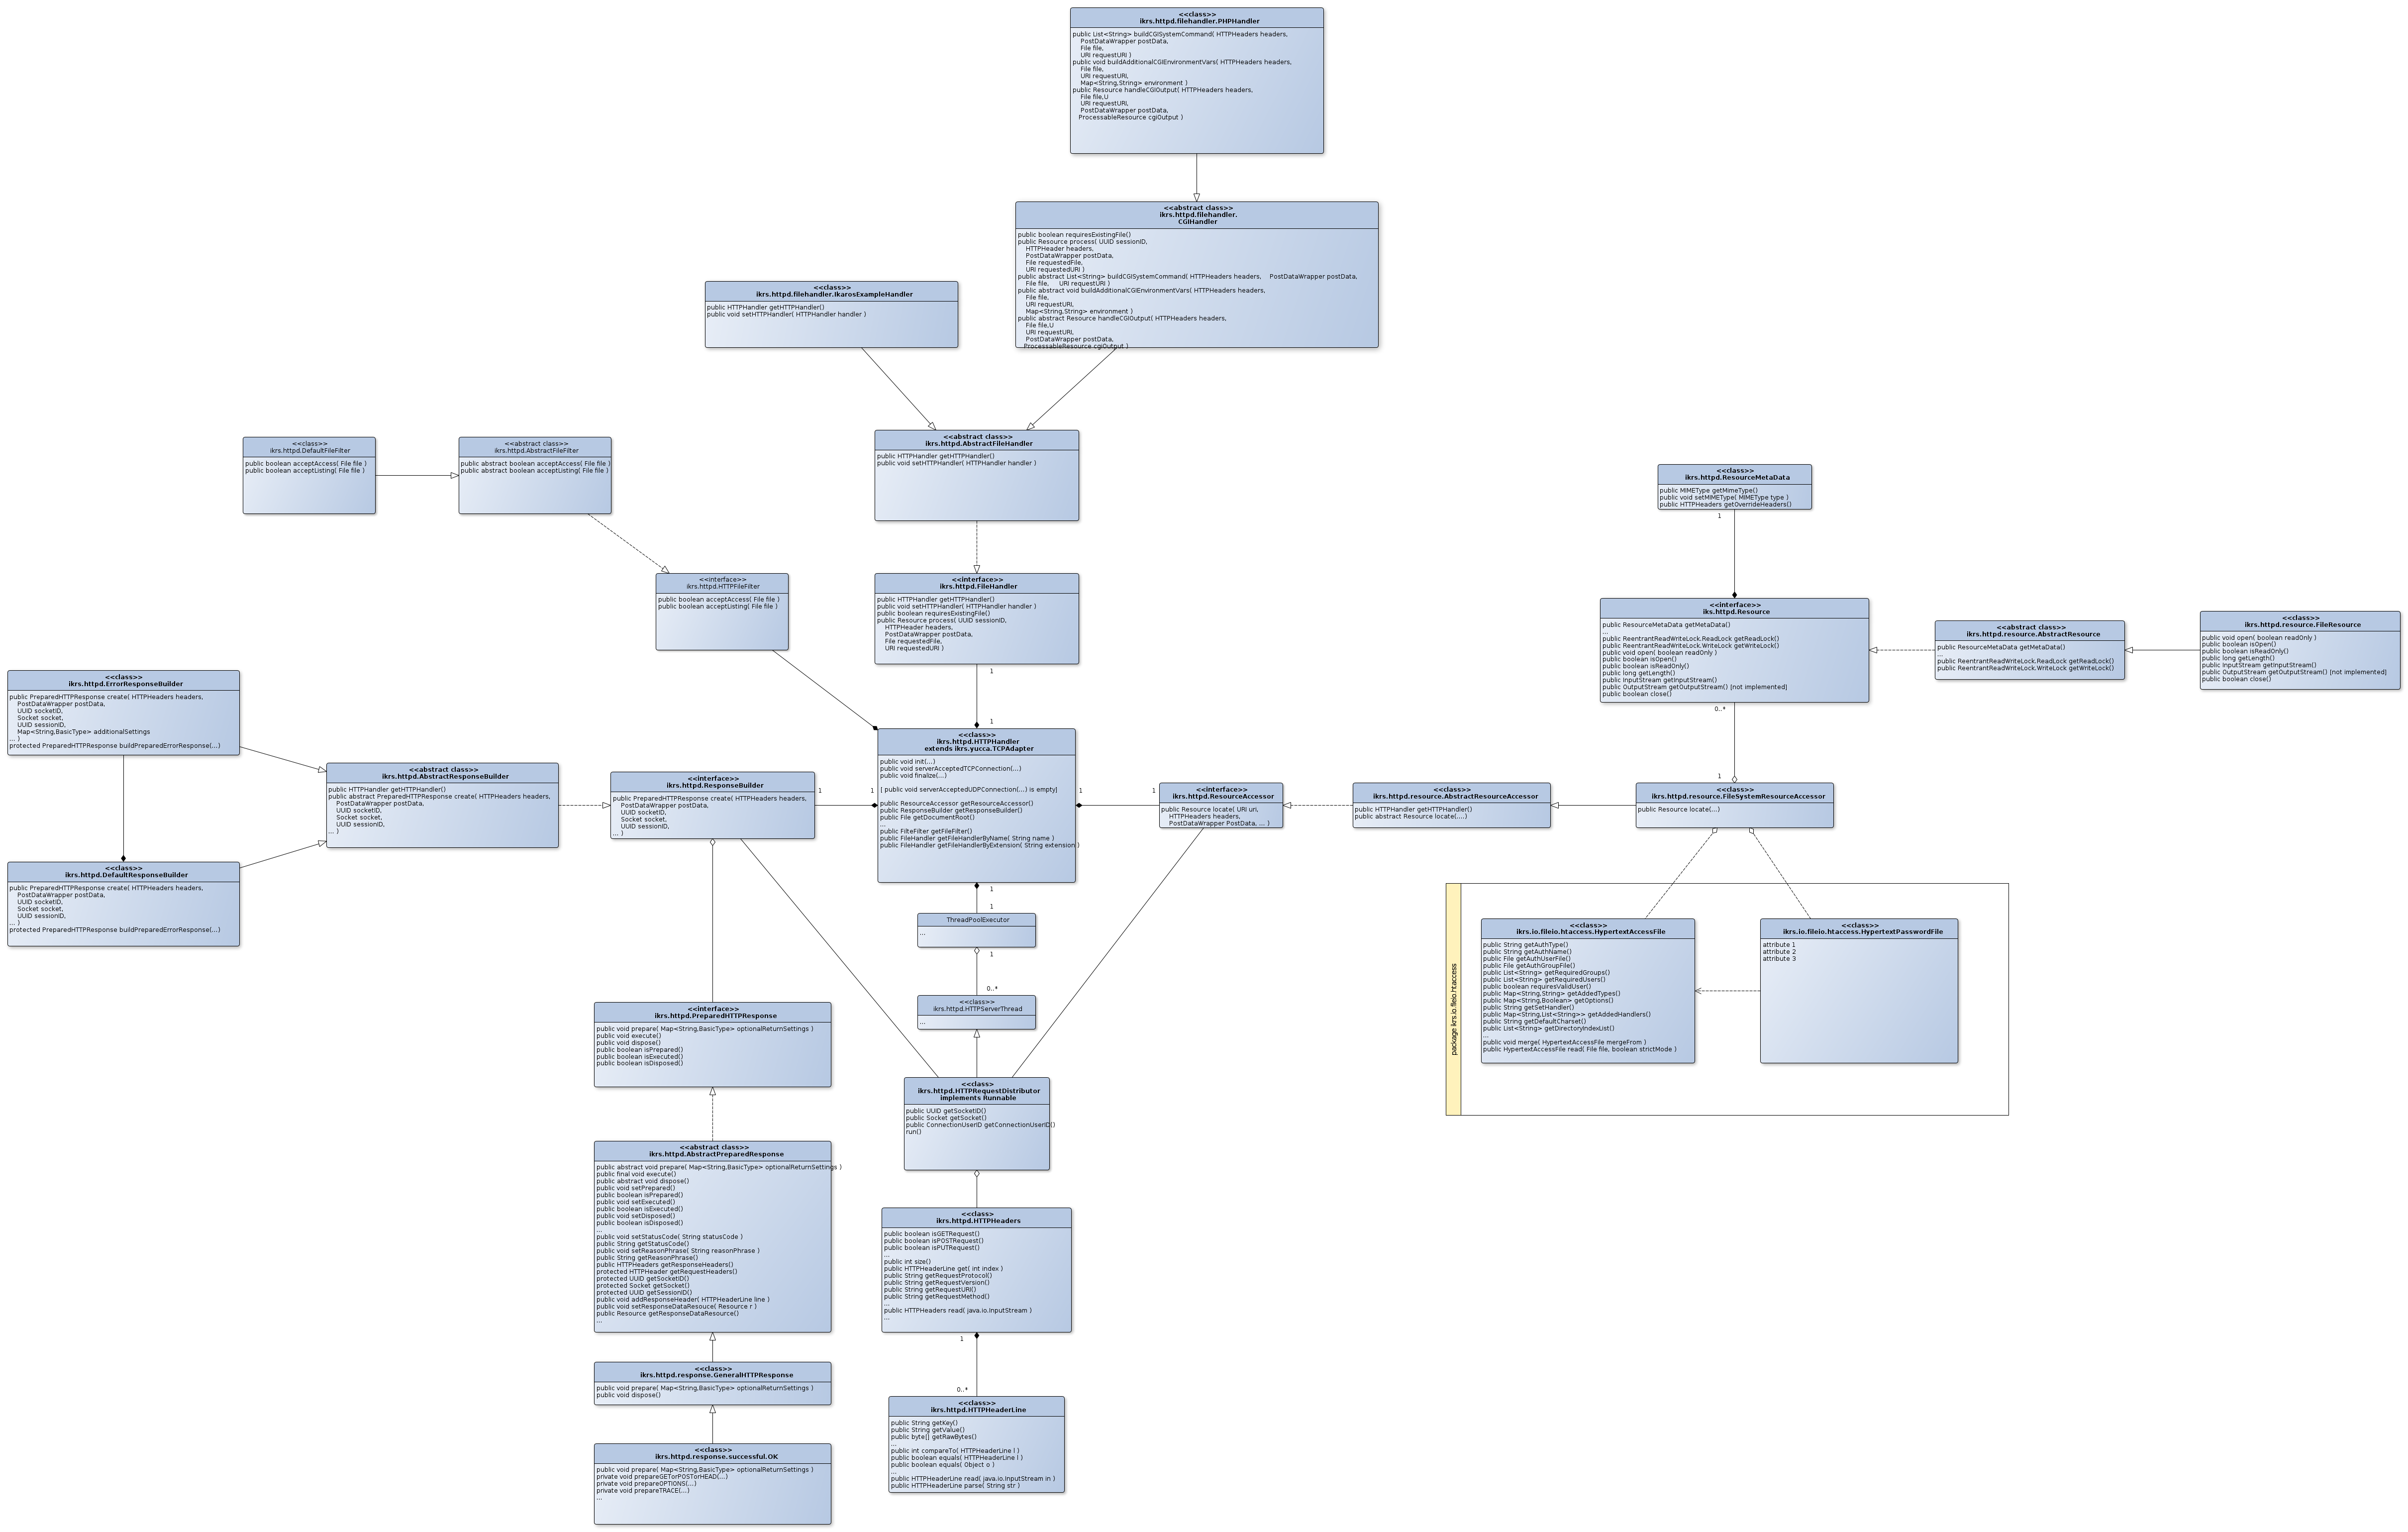 <<class>>
ikrs.httpd.filehandler.PHPHandler
public List<String> buildCGISystemCommand( HTTPHeaders headers,
PostDataWrapper postData,
File file,
URI requestURI )
public void buildAdditionalCGIEnvironmentVars( HTTPHeaders headers,
File file,
URI requestURI,
Map<String,String> environment )
public Resource handleCGIOutput( HTTPHeaders headers,
File file,U
URI requestURI,
PostDataWrapper postData,
ProcessableResource cgiOutput )
<<abstract class>>
ikrs.httpd.filehandler.
CGIHandler
public boolean requiresExistingFile()
public Resource process( UUID sessionID,
HTTPHeader headers,
PostDataWrapper postData,
File requestedFile,
URI requestedURI )
public abstract List<String> buildCGISystemCommand( HTTPHeaders headers, PostDataWrapper postData,
File file, URI requestURI )
public abstract void buildAdditionalCGIEnvironmentVars( HTTPHeaders headers,
File file,
URI requestURI,
Map<String,String> environment )
public abstract Resource handleCGIOutput( HTTPHeaders headers,
File file,U
URI requestURI,
PostDataWrapper postData,
ProcessableResource cgiOutput )
<<class>>
ikrs.httpd.filehandler.IkarosExampleHandler
public HTTPHandler getHTTPHandler()
public void setHTTPHandler( HTTPHandler handler )
<<class>>
ikrs.httpd.DefaultFileFilter
public boolean acceptAccess( File file )
public boolean acceptListing( File file )
<<abstract class>>
ikrs.httpd.AbstractFileFilter
public abstract boolean acceptAccess( File file )
public abstract boolean acceptListing( File file )
<<abstract class>>
ikrs.httpd.AbstractFileHandler
public HTTPHandler getHTTPHandler()
public void setHTTPHandler( HTTPHandler handler )
<<class>>
ikrs.httpd.ResourceMetaData
public MIMEType getMimeType()
public void setMIMEType( MIMEType type )
public HTTPHeaders getOverrideHeaders()
1
<<interface>>
ikrs.httpd.HTTPFileFilter
public boolean acceptAccess( File file )
public boolean acceptListing( File file )
<<interface>>
ikrs.httpd.FileHandler
public HTTPHandler getHTTPHandler()
public void setHTTPHandler( HTTPHandler handler )
public boolean requiresExistingFile()
public Resource process( UUID sessionID,
HTTPHeader headers,
PostDataWrapper postData,
File requestedFile,
URI requestedURI )
1
1
<<interface>>
iks.httpd.Resource
public ResourceMetaData getMetaData()
...
public ReentrantReadWriteLock.ReadLock getReadLock()
public ReentrantReadWriteLock.WriteLock getWriteLock()
public void open( boolean readOnly )
public boolean isOpen()
public boolean isReadOnly()
public long getLength()
public InputStream getInputStream()
public OutputStream getOutputStream() [not implemented]
public boolean close()
0..*
1
<<abstract class>>
ikrs.httpd.resource.AbstractResource
public ResourceMetaData getMetaData()
...
public ReentrantReadWriteLock.ReadLock getReadLock()
public ReentrantReadWriteLock.WriteLock getWriteLock()
<<class>>
ikrs.httpd.resource.FileResource
public void open( boolean readOnly )
public boolean isOpen()
public boolean isReadOnly()
public long getLength()
public InputStream getInputStream()
public OutputStream getOutputStream() [not implemented]
public boolean close()
<<class>>
ikrs.httpd.ErrorResponseBuilder
public PreparedHTTPResponse create( HTTPHeaders headers,
PostDataWrapper postData,
UUID socketID,
Socket socket,
UUID sessionID,
Map<String,BasicType> additionalSettings
... )
protected PreparedHTTPResponse buildPreparedErrorResponse(...)
<<abstract class>>
ikrs.httpd.AbstractResponseBuilder
public HTTPHandler getHTTPHandler()
public abstract PreparedHTTPResponse create( HTTPHeaders headers,
PostDataWrapper postData,
UUID socketID,
Socket socket,
UUID sessionID,
... )
<<class>>
ikrs.httpd.DefaultResponseBuilder
public PreparedHTTPResponse create( HTTPHeaders headers,
PostDataWrapper postData,
UUID socketID,
Socket socket,
UUID sessionID,
... )
protected PreparedHTTPResponse buildPreparedErrorResponse(...)
<<interface>>
ikrs.httpd.ResponseBuilder
public PreparedHTTPResponse create( HTTPHeaders headers,
PostDataWrapper postData,
UUID socketID,
Socket socket,
UUID sessionID,
... )
1
1
<<class>>
ikrs.httpd.HTTPHandler
extends ikrs.yucca.TCPAdapter
public void init(...)
public void serverAcceptedTCPConnection(...)
public void finalize(...)
[ public void serverAcceptedUDPConnection(...) is empty]
public ResourceAccessor getResourceAccessor()
public ResponseBuilder getResponseBuilder()
public File getDocumentRoot()
...
public FilteFilter getFileFilter()
public FileHandler getFileHandlerByName( String name )
public FileHandler getFileHandlerByExtension( String extension )
1
1
<<interface>>
ikrs.httpd.ResourceAccessor
public Resource locate( URI uri,
HTTPHeaders headers,
PostDataWrapper PostData, ... )
<<class>>
ikrs.httpd.resource.AbstractResourceAccessor
public HTTPHandler getHTTPHandler()
public abstract Resource locate(....)
<<class>>
ikrs.httpd.resource.FileSystemResourceAccessor
public Resource locate(...)
1
1
ThreadPoolExecutor
...
1
0..*
<<class>>
ikrs.httpd.HTTPServerThread
...
package ikrs.io.fileio.htaccess
<<class>>
ikrs.io.fileio.htaccess.HypertextAccessFile
public String getAuthType()
public String getAuthName()
public File getAuthUserFile()
public File getAuthGroupFile()
public List<String> getRequiredGroups()
public List<String> getRequiredUsers()
public boolean requiresValidUser()
public Map<String,String> getAddedTypes()
public Map<String,Boolean> getOptions()
public String getSetHandler()
public Map<String,List<String>> getAddedHandlers()
public String getDefaultCharset()
public List<String> getDirectoryIndexList()
...
public void merge( HypertextAccessFile mergeFrom )
public HypertextAccessFile read( File file, boolean strictMode )
<<class>>
ikrs.io.fileio.htaccess.HypertextPasswordFile
attribute 1
attribute 2
attribute 3
<<interface>>
ikrs.httpd.PreparedHTTPResponse
public void prepare( Map<String,BasicType> optionalReturnSettings )
public void execute()
public void dispose()
public boolean isPrepared()
public boolean isExecuted()
public boolean isDisposed()
<<class>
ikrs.httpd.HTTPRequestDistributor
implements Runnable
public UUID getSocketID()
public Socket getSocket()
public ConnectionUserID getConnectionUserID()
run()
<<abstract class>>
ikrs.httpd.AbstractPreparedResponse
public abstract void prepare( Map<String,BasicType> optionalReturnSettings )
public final void execute()
public abstract void dispose()
public void setPrepared()
public boolean isPrepared()
public void setExecuted()
public boolean isExecuted()
public void setDisposed()
public boolean isDisposed()
...
public void setStatusCode( String statusCode )
public String getStatusCode()
public void setReasonPhrase( String reasonPhrase )
public String getReasonPhrase()
public HTTPHeaders getResponseHeaders()
protected HTTPHeader getRequestHeaders()
protected UUID getSocketID()
protected Socket getSocket()
protected UUID getSessionID()
public void addResponseHeader( HTTPHeaderLine line )
public void setResponseDataResouce( Resource r )
public Resource getResponseDataResource()
...
<<class>
ikrs.httpd.HTTPHeaders
public boolean isGETRequest()
public boolean isPOSTRequest()
public boolean isPUTRequest()
...
public int size()
public HTTPHeaderLine get( int index )
public String getRequestProtocol()
public String getRequestVersion()
public String getRequestURI()
public String getRequestMethod()
...
public HTTPHeaders read( java.io.InputStream )
...
1
0..*
<<class>>
ikrs.httpd.response.GeneralHTTPResponse
public void prepare( Map<String,BasicType> optionalReturnSettings )
public void dispose()
<<class>>
ikrs.httpd.HTTPHeaderLine
public String getKey()
public String getValue()
public byte[] getRawBytes()
...
public int compareTo( HTTPHeaderLine l )
public boolean equals( HTTPHeaderLine l )
public boolean equals( Object o )
...
public HTTPHeaderLine read( java.io.InputStream in )
public HTTPHeaderLine parse( String str )
<<class>>
ikrs.httpd.response.successful.OK
public void prepare( Map<String,BasicType> optionalReturnSettings )
private void prepareGETorPOSTorHEAD(...)
private void prepareOPTIONS(...)
private void prepareTRACE(...)
...